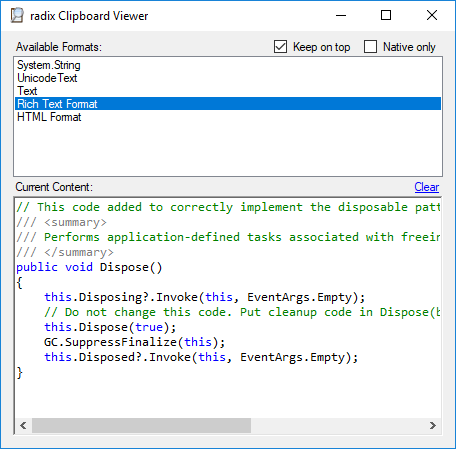 radix Clipboard Viewer
Available Formats: Keep on top Native only
System.String
UnicodeText
Text
Rich Text Format
HTML Format
Current Content: Clear
// This code added to correctly implement the disposable patt
/// <summary>
/// Performs application-defined tasks associated with freein
/// </summary>
public void Dispose()
{
    this.Disposing?.Invoke(this, EventArgs.Empty);
    // Do not change this code. Put cleanup code in Dispose(b
    this.Dispose(true);
    GC.SuppressFinalize(this);
    this.Disposed?.Invoke(this, EventArgs.Empty);
}